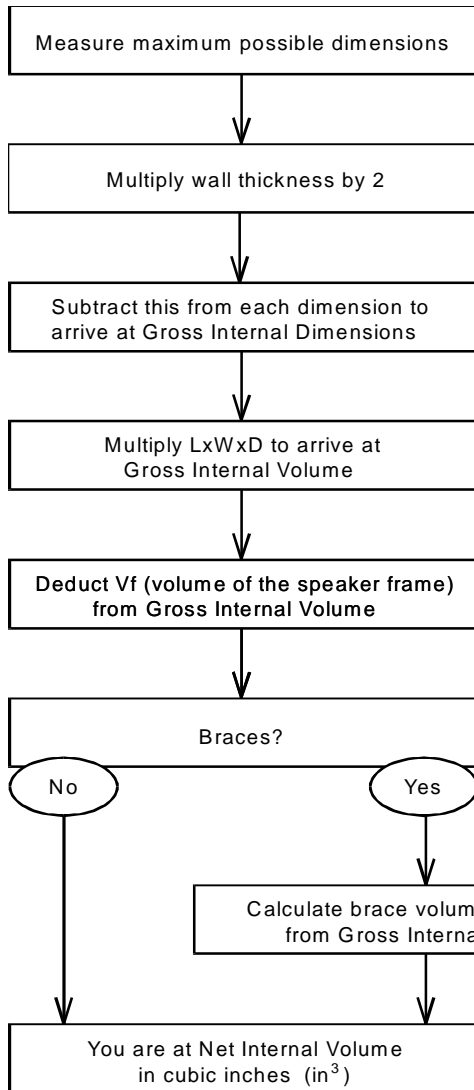 Measure maximum possible dimensions
Multiply wall thickness by 2
Subtract this from each dimension to
arrive at Gross Internal Dimensions
Multiply LxWxD to arrive at
Gross Internal Volume
Deduct Vf (volume of the speaker frame)
from Gross Internal Volume
Braces?
No
Yes
Calculate brace
from Gross
You are at Net Internal Volume
in cubic inches (in³)